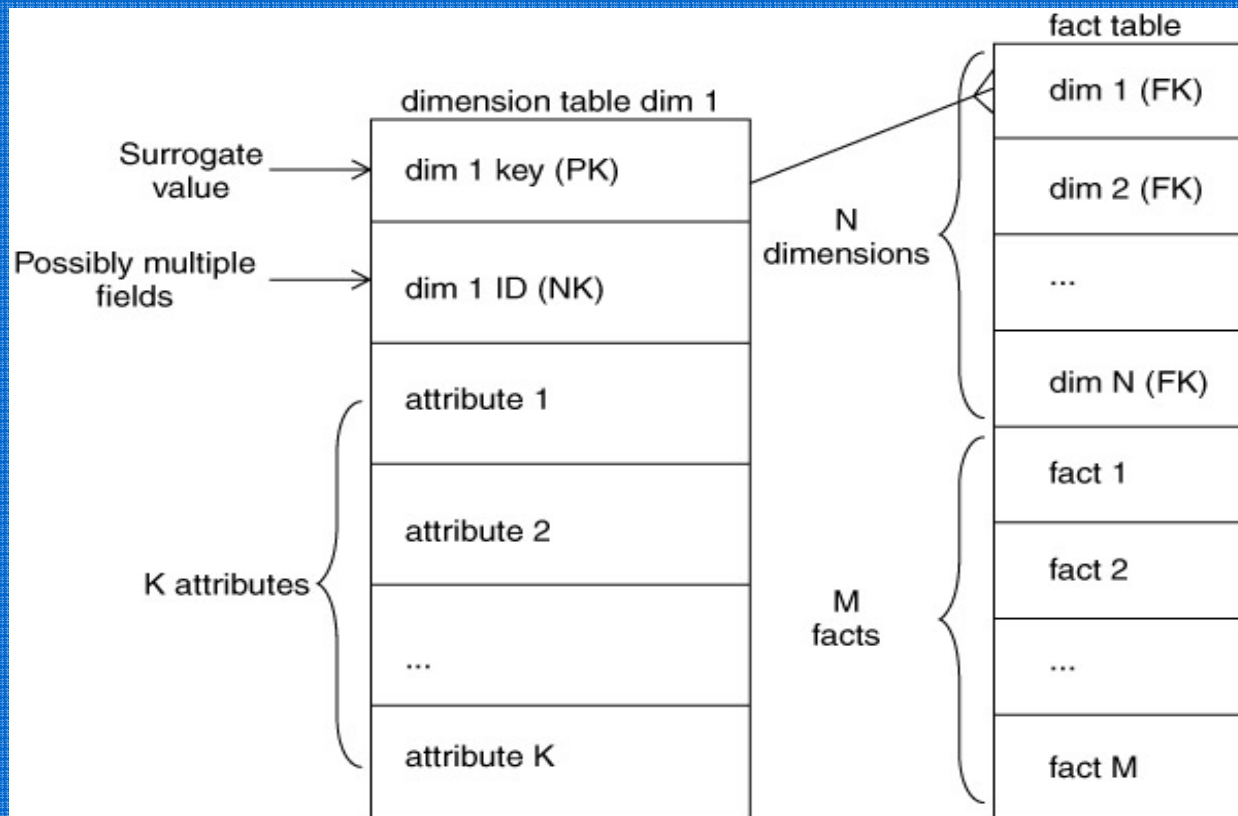 fact table
dimension table dim 1
Surrogate
value
dim 1 key (PK)
Possibly multiple
fields
dim 1 ID (NK)
K attributes
attribute 1
attribute 2
...
attribute K
N
dimensions
dim 1 (FK)
dim 2 (FK)
...
dim N (FK)
M
facts
fact 1
fact 2
...
fact M